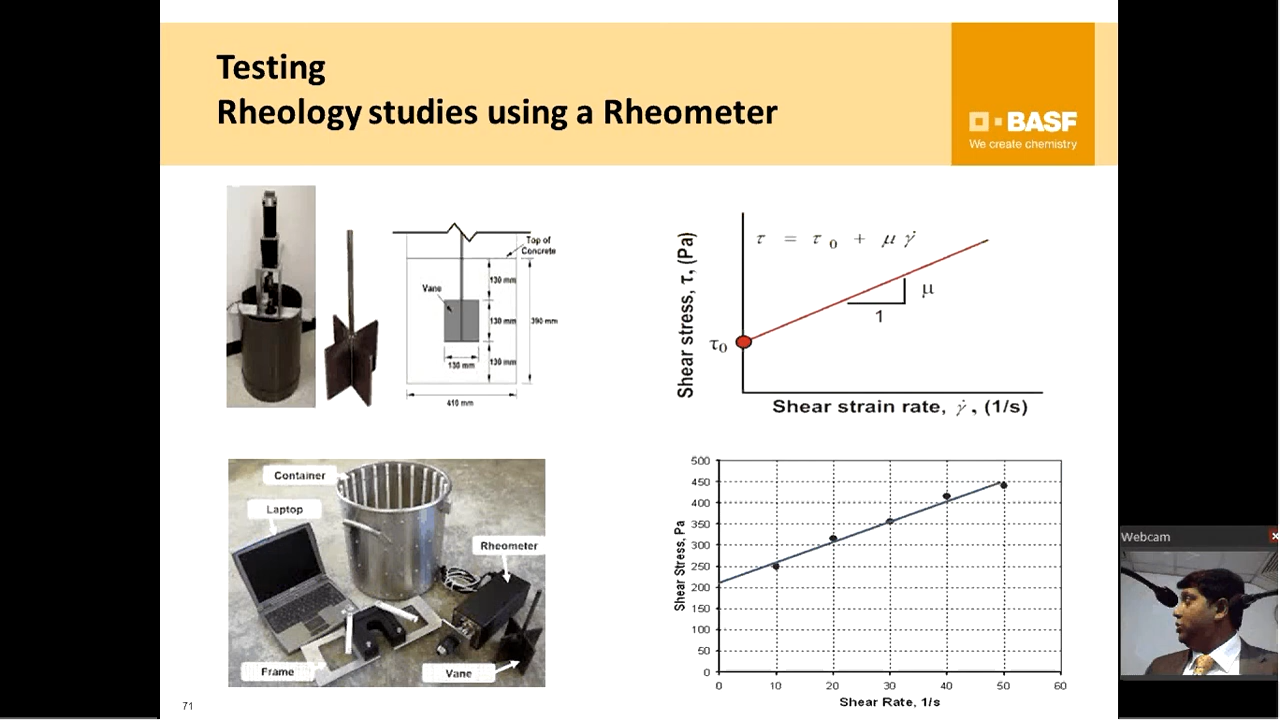 Testing
Rheology studies using a Rheometer
BASF
We create chemistry
Top of
Concrete
Vane
130 mm
130 mm
390 mm
130 mm
130 mm
410 mm
Shear stress, τ, (Pa)
τ = τ 0 + μ γ̇
μ
1
τ0
Shear strain rate, γ̇ , (1/s)
Container
Laptop
Rheometer
Frame
Vane
Shear Stress, Pa
500
450
400
350
300
250
200
150
100
50
0
0 10 20 30 40 50 60
Shear Rate, 1/s
71
Webcam